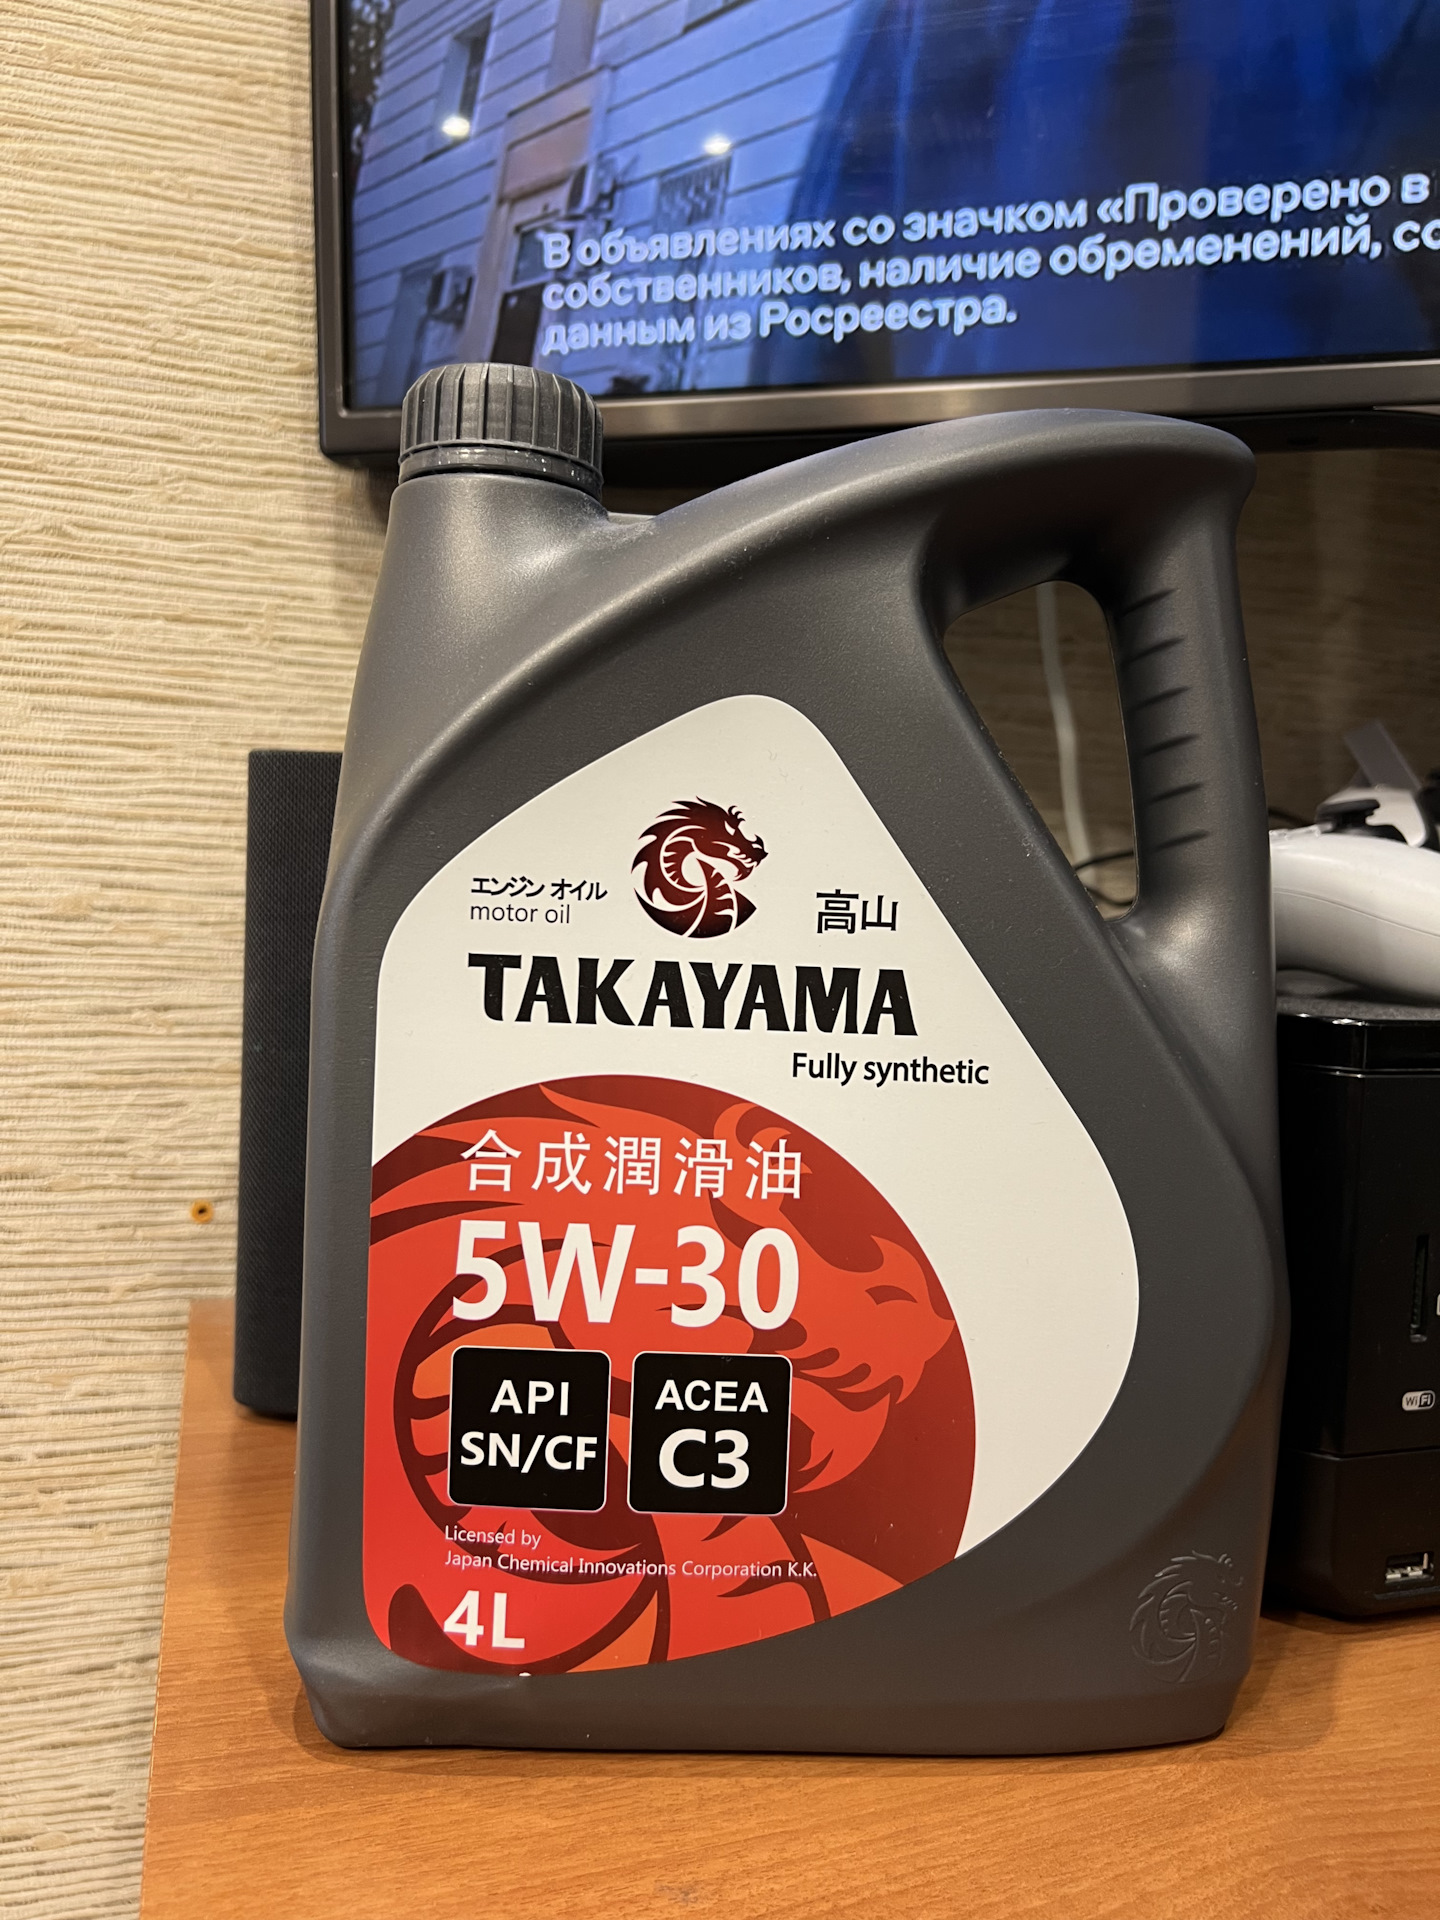 В объявлениях со значком «Проверено в
собственников, наличие обременений, со
данным из Росреестра.
エンジン オイル
motor oil
高山
TAKAYAMA
Fully synthetic
合成潤滑油
5W-30
API
SN/CF
ACEA
C3
Licensed by
Japan Chemical Innovations Corporation K.K.
4L
WiFi